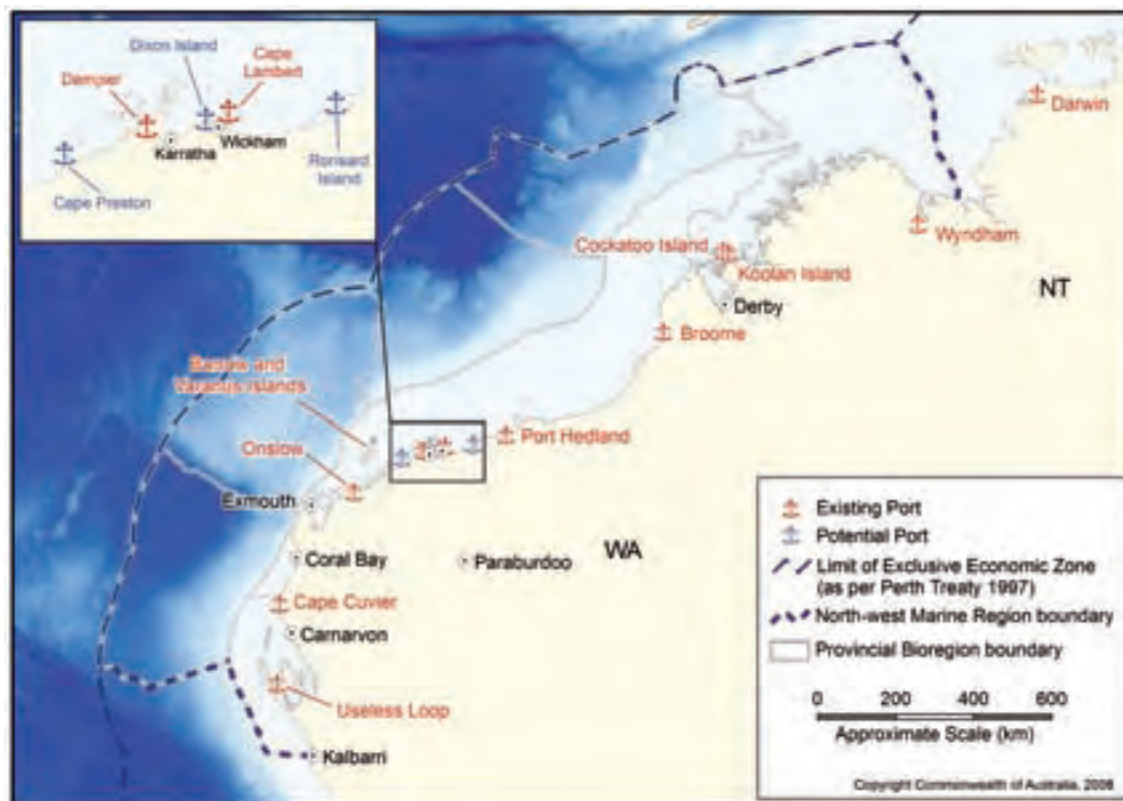 Dixon Island
Cape
Lambert
Dampier
Wickham
Karratha
Ronsard
Island
Cape Preston
Darwin
Wyndham
Cockatoo Island
Koolan Island
NT
Derby
Broome
Barrow and
Varanus Islands
Port Hedland
Onslow
Exmouth
WA
Coral Bay
Paraburdoo
Cape Cuvier
Carnarvon
Useless Loop
Kalbarri
Existing Port
Potential Port
Limit of Exclusive Economic Zone
(as per Perth Treaty 1997)
North-west Marine Region boundary
Provincial Bioregion boundary
0 200 400 600
Approximate Scale (km)
Copyright Commonwealth of Australia,